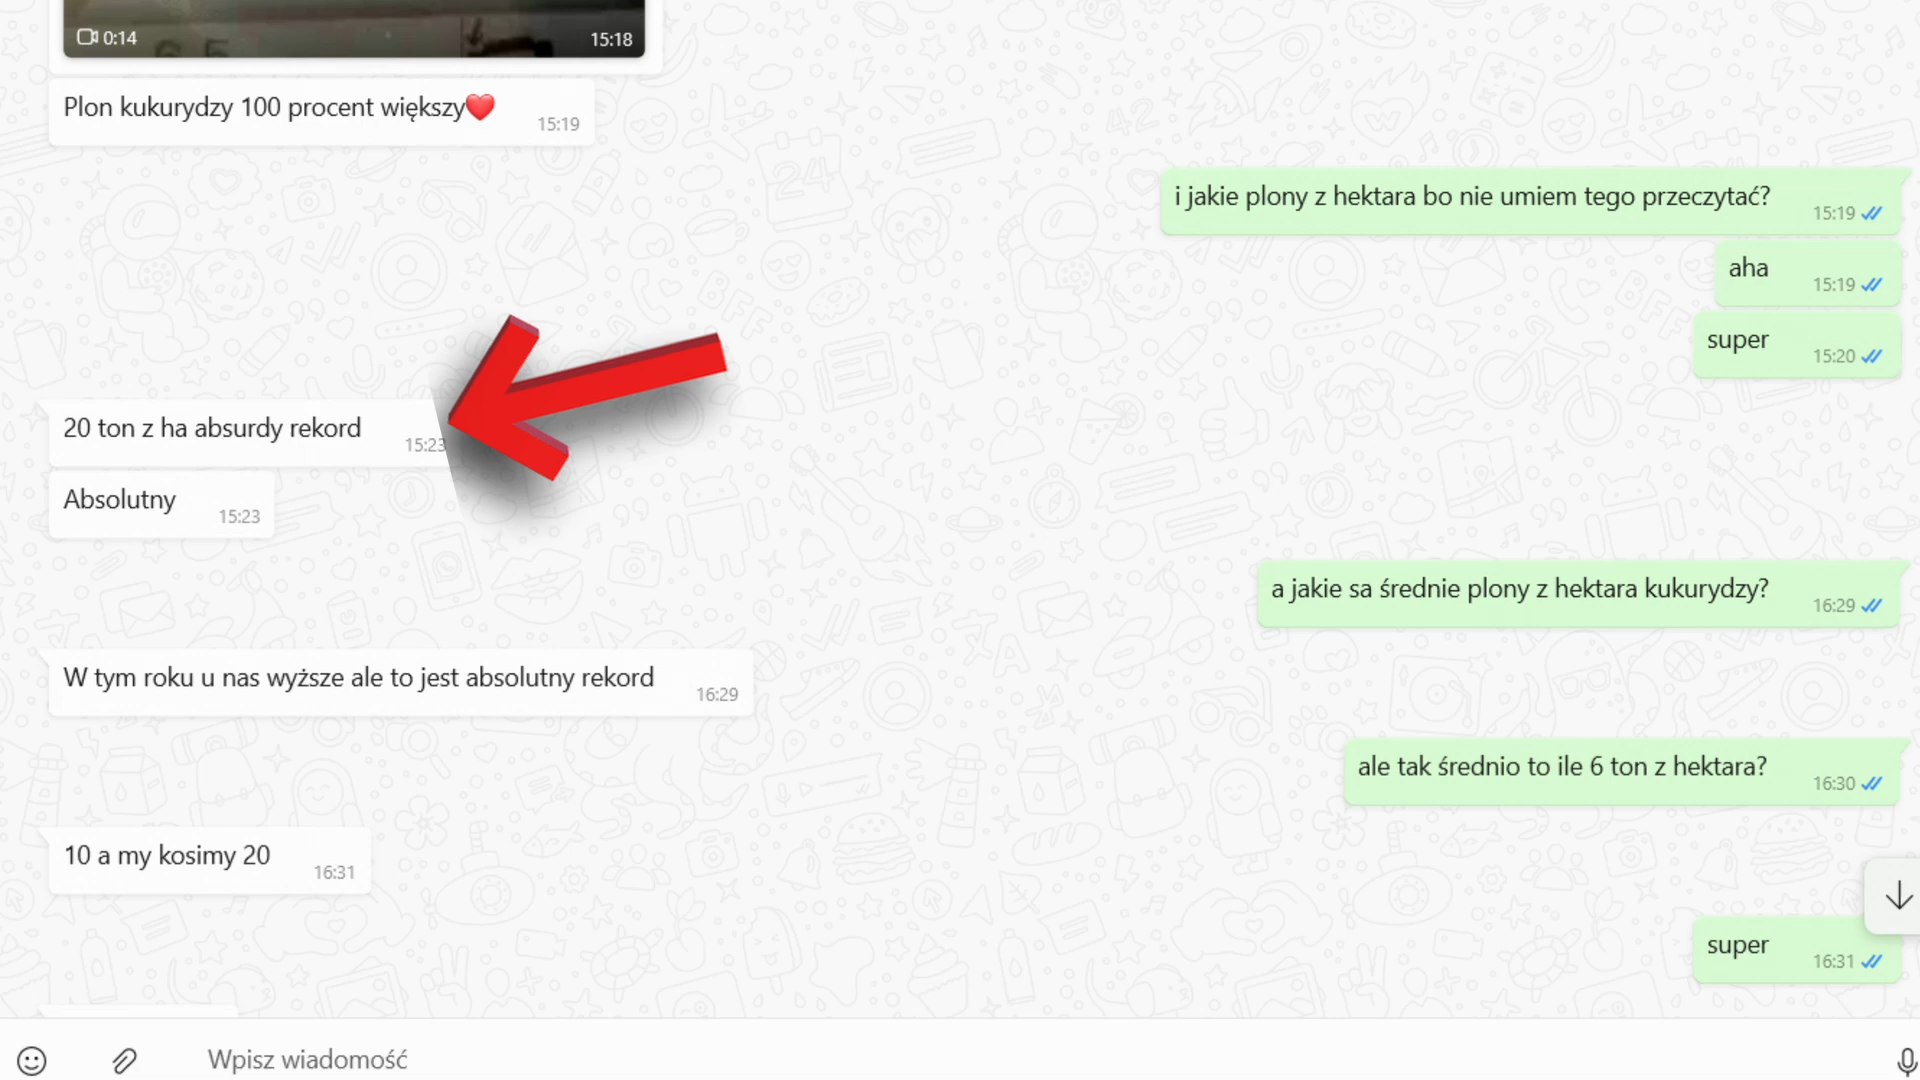 0:14
15:18
Plon kukurydzy 100 procent większy❤️
15:19
i jakie plony z hektara bo nie umiem tego przeczytać?
15:19
aha
15:19
super
15:20
20 ton z ha absurdy rekord
15:23
Absolutny
15:23
a jakie sa średnie plony z hektara kukurydzy?
16:29
W tym roku u nas wyższe ale to jest absolutny rekord
16:29
ale tak średnio to ile 6 ton z hektara?
16:30
10 a my kosimy 20
16:31
super
16:31
Wpisz wiadomość